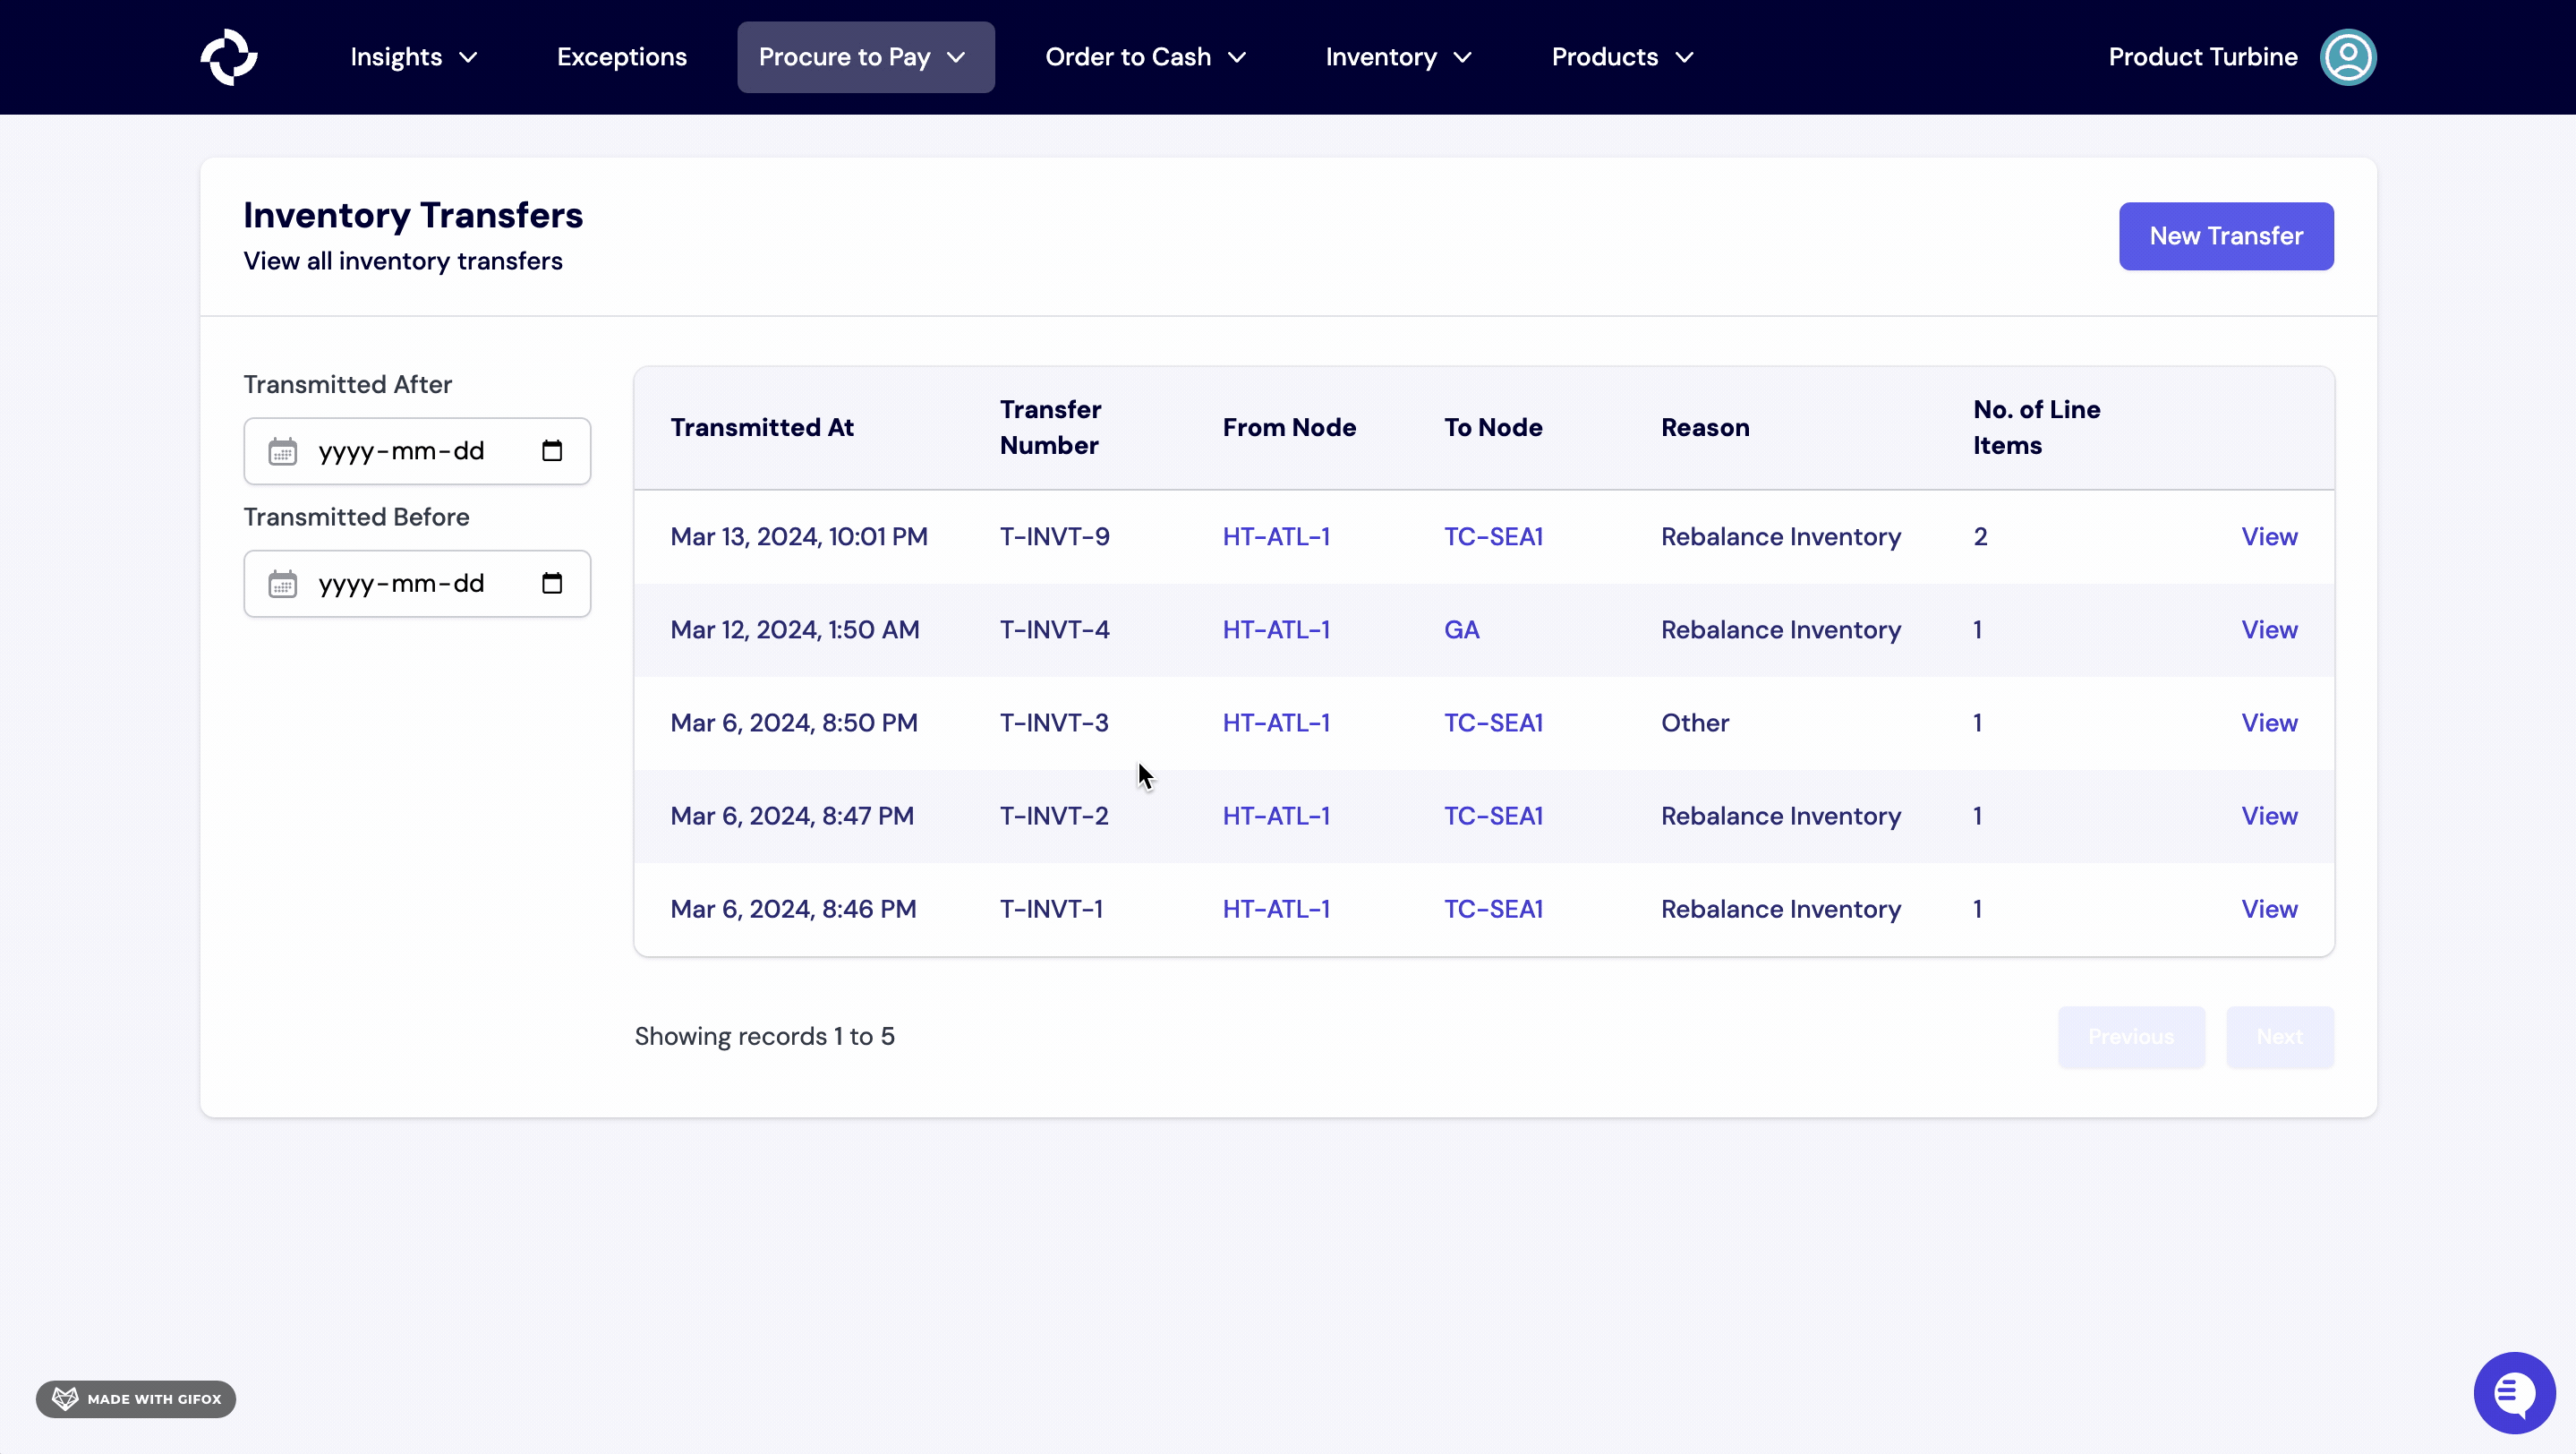 Insights Exceptions Procure to Pay Order to Cash Inventory Products Product Turbine
Inventory Transfers
View all inventory transfers
New Transfer
Transmitted After
yyyy-mm-dd
Transmitted Before
yyyy-mm-dd
Transmitted At Transfer Number From Node To Node Reason No. of Line Items
Mar 13, 2024, 10:01 PM T-INVT-9 HT-ATL-1 TC-SEA1 Rebalance Inventory 2 View
Mar 12, 2024, 1:50 AM T-INVT-4 HT-ATL-1 GA Rebalance Inventory 1 View
Mar 6, 2024, 8:50 PM T-INVT-3 HT-ATL-1 TC-SEA1 Other 1 View
Mar 6, 2024, 8:47 PM T-INVT-2 HT-ATL-1 TC-SEA1 Rebalance Inventory 1 View
Mar 6, 2024, 8:46 PM T-INVT-1 HT-ATL-1 TC-SEA1 Rebalance Inventory 1 View
Showing records 1 to 5
Previous Next
MADE WITH GIFOX